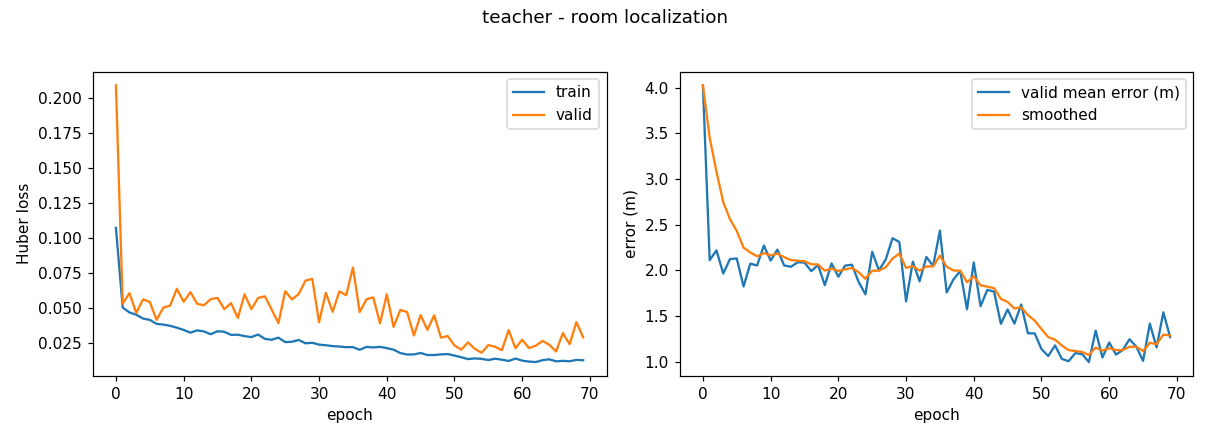 teacher - room localization
0.200
0.175
0.150
0.125
0.100
0.075
0.050
0.025
Huber loss
0 10 20 30 40 50 60 70
epoch
train
valid
4.0
3.5
3.0
2.5
2.0
1.5
1.0
error (m)
0 10 20 30 40 50 60 70
epoch
valid mean error (m)
smoothed